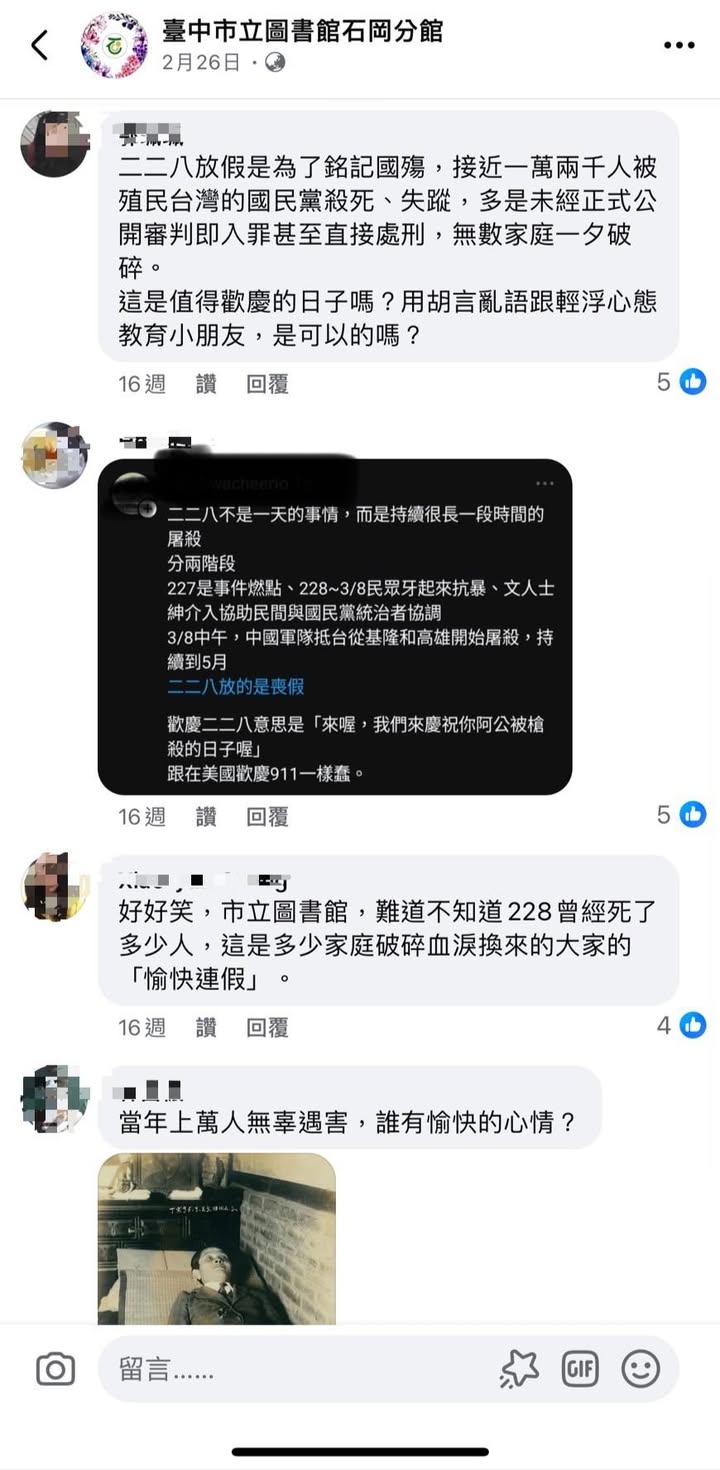 臺中市立圖書館石岡分館
2月26日 ·
二二八放假是為了銘記國殤，接近一萬兩千人被
殖民台灣的國民黨殺死、失蹤，多是未經正式公
開審判即入罪甚至直接處刑，無數家庭一夕破
碎。
這是值得歡慶的日子嗎？用胡言亂語跟輕浮心態
教育小朋友，是可以的嗎？
16週 讚 回覆 5
二二八不是一天的事情，而是持續很長一段時間的
屠殺
分兩階段
227是事件燃點、228~3/8民眾牙起來抗暴、文人士
紳介入協助民間與國民黨統治者協調
3/8中午，中國軍隊抵台從基隆和高雄開始屠殺，持
續到5月
二二八放的是喪假
歡慶二二八意思是「來喔，我們來慶祝你阿公被槍
殺的日子喔」
跟在美國歡慶911一樣蠢。
16週 讚 回覆 5
好好笑，市立圖書館，難道不知道228曾經死了
多少人，這是多少家庭破碎血淚換來的大家的
「愉快連假」。
16週 讚 回覆 4
當年上萬人無辜遇害，誰有愉快的心情？
留言......
GIF